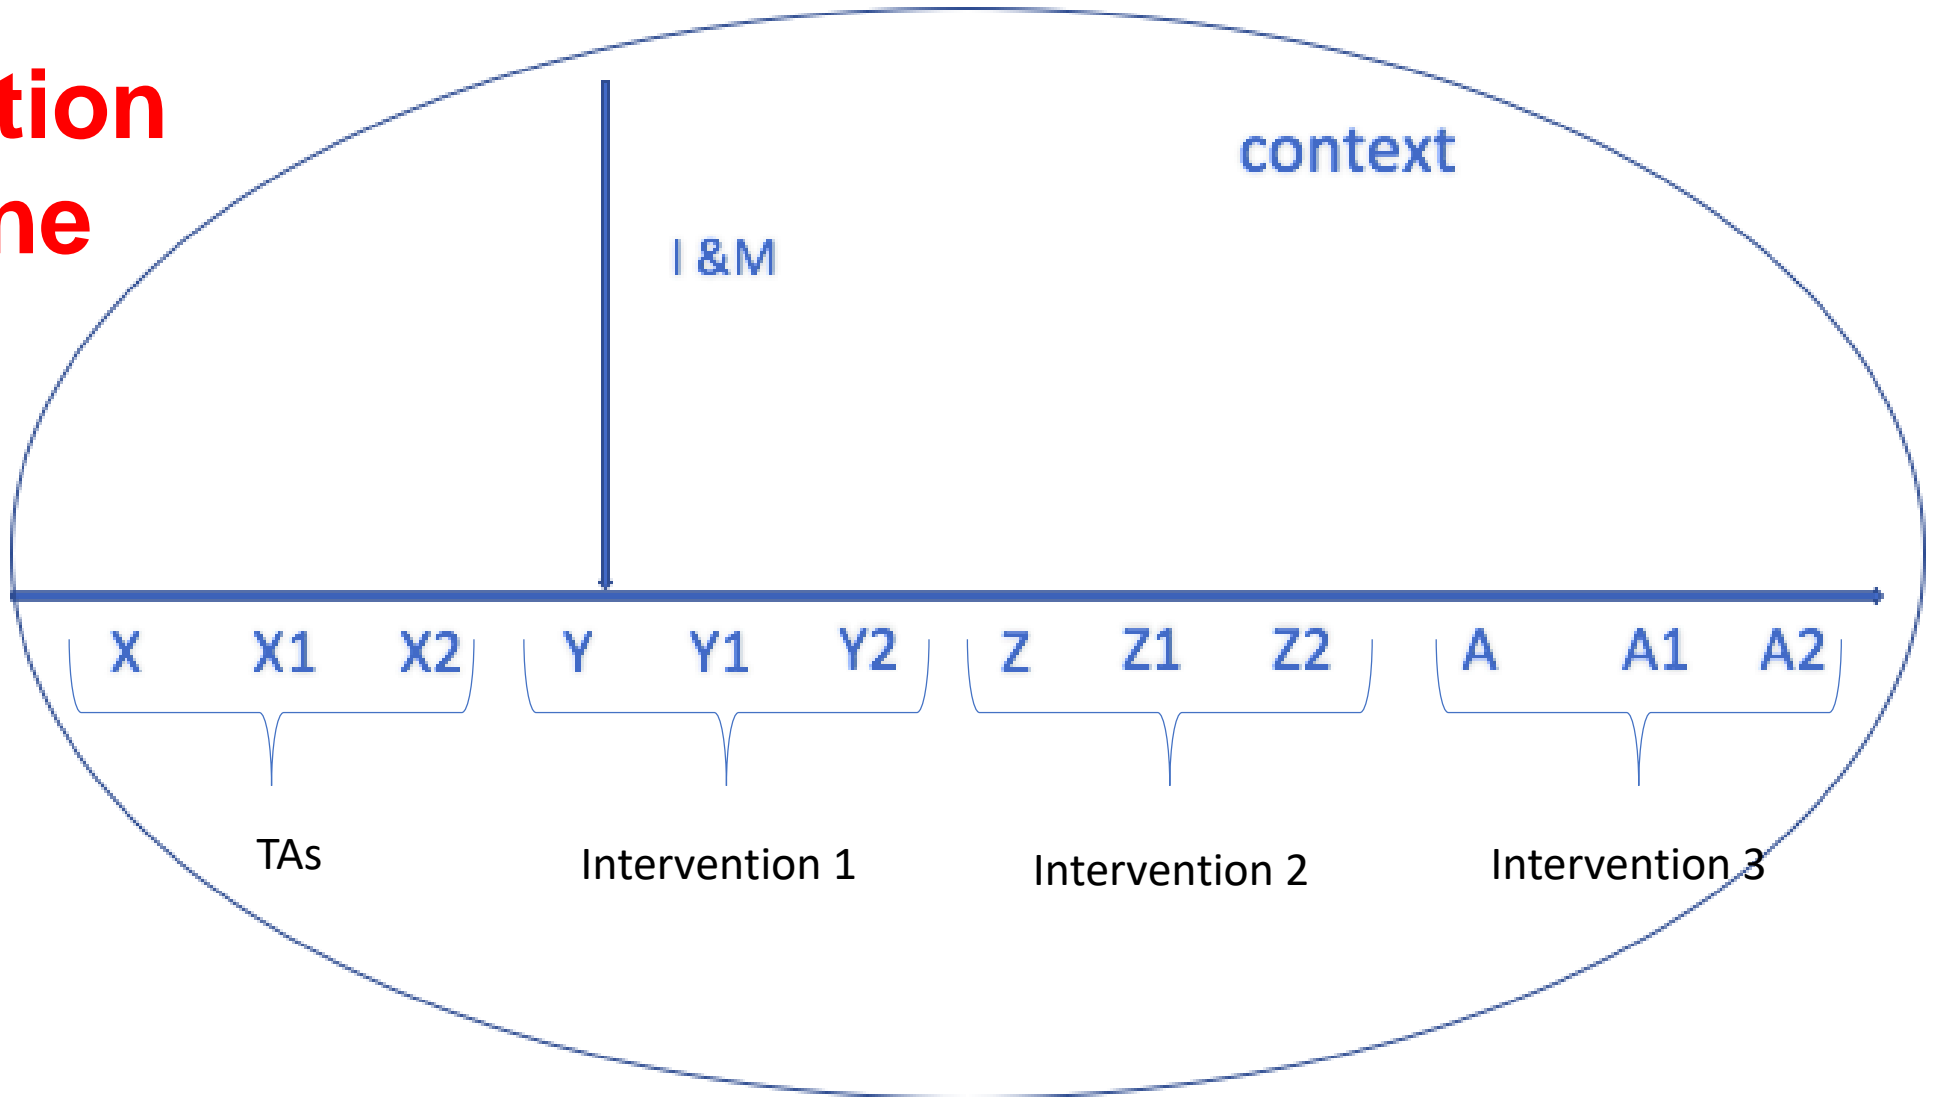 tion
ne
context
I &M
X X1 X2 Y Y1 Y2 Z Z1 Z2 A A1 A2
TAs Intervention 1 Intervention 2 Intervention 3